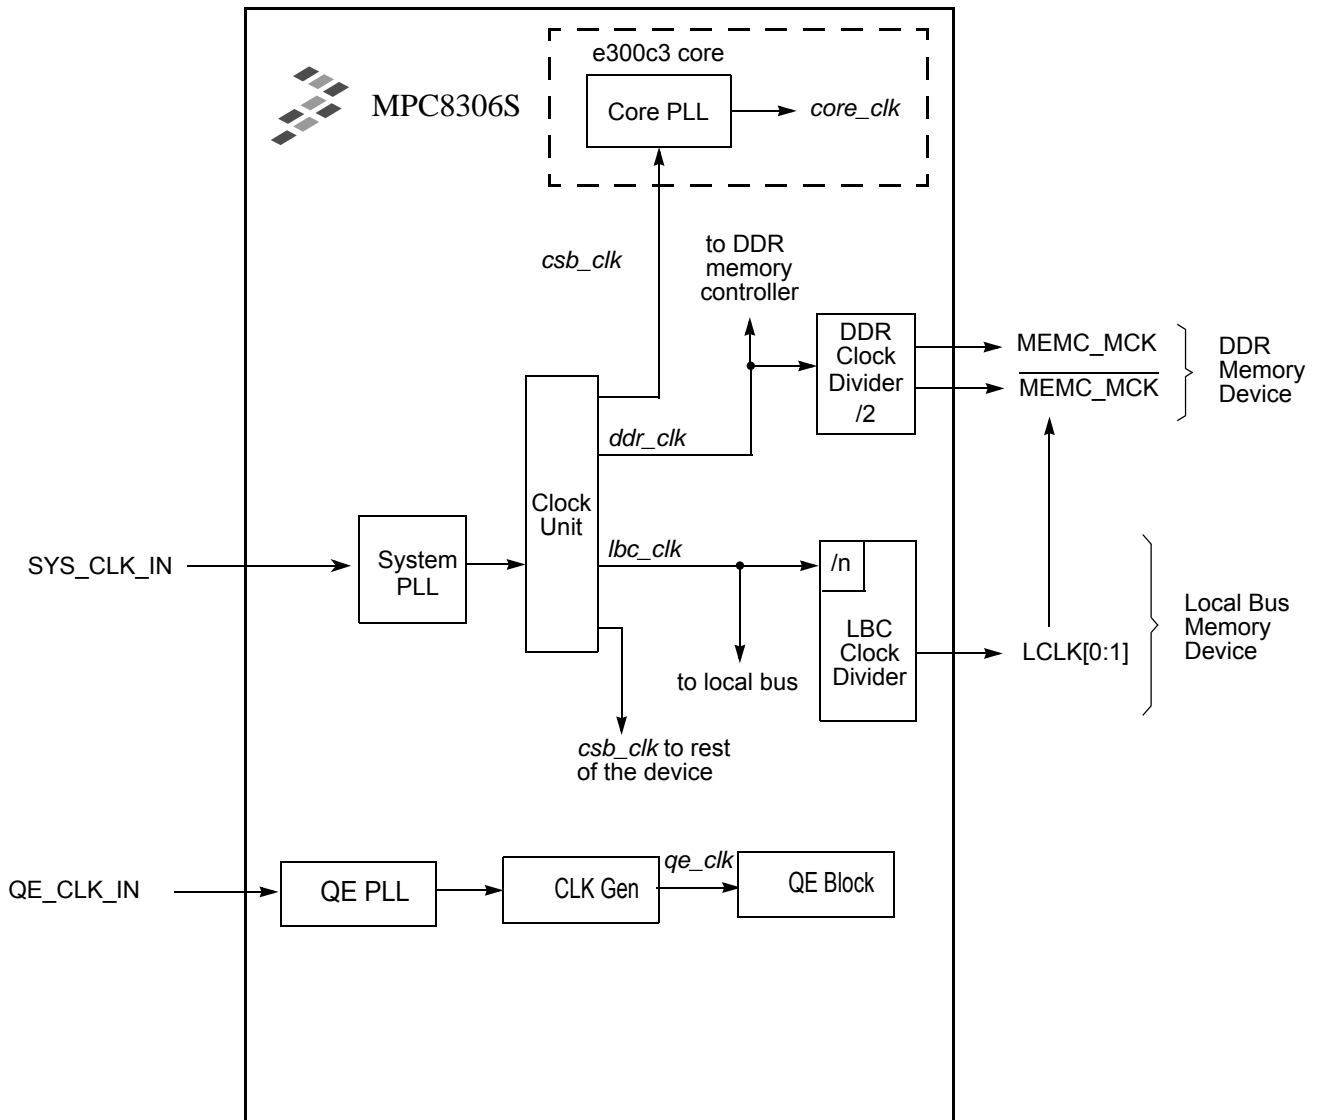 e300c3 core
MPC8306S
Core PLL
core_clk
csb_clk
to DDR
memory
controller
DDR
Clock
Divider
/2
MEMC_MCK
MEMC_MCK
DDR
Memory
Device
ddr_clk
Clock
Unit
SYS_CLK_IN
System
PLL
lbc_clk
/n
LBC
Clock
Divider
LCLK[0:1]
Local Bus
Memory
Device
to local bus
csb_clk to rest
of the device
QE_CLK_IN
QE PLL
CLK Gen
qe_clk
QE Block